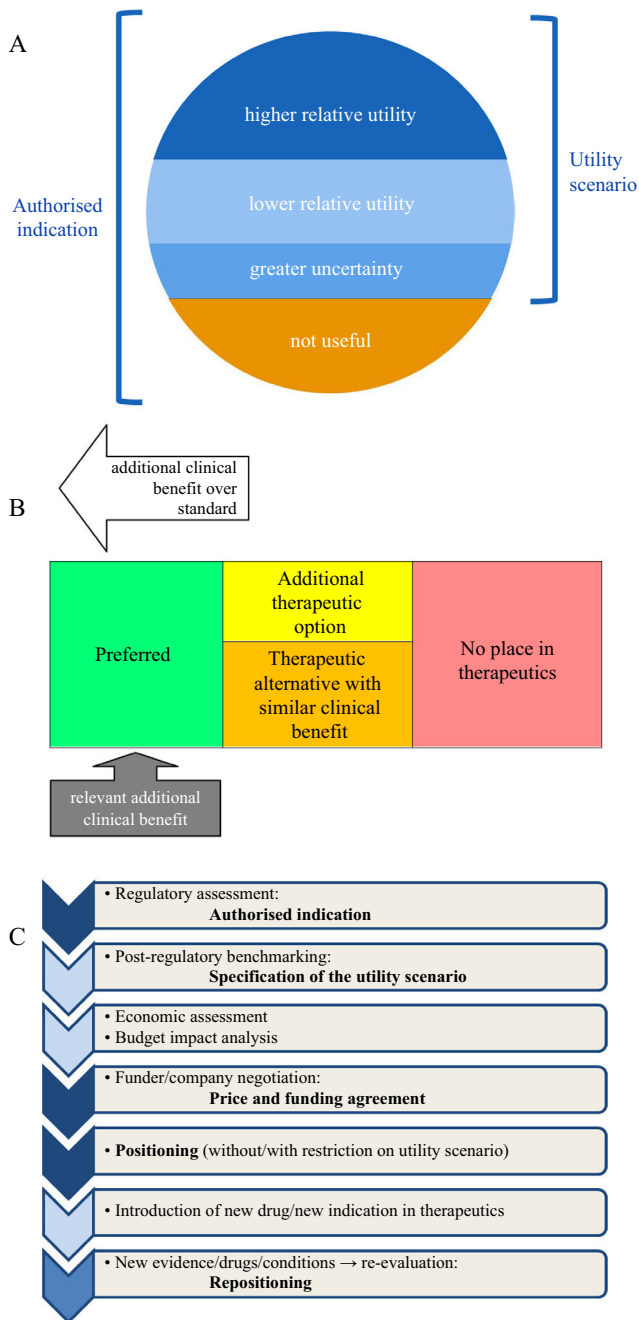 A
higher relative utility
lower relative utility
greater uncertainty
not useful
Authorised
indication
Utility
scenario
B
additional clinical
benefit over
standard
Preferred
Additional
therapeutic
option
Therapeutic
alternative with
similar clinical
benefit
No place in
therapeutics
relevant additional
clinical benefit
C
• Regulatory assessment:
Authorised indication
• Post-regulatory benchmarking:
Specification of the utility scenario
• Economic assessment
• Budget impact analysis
• Funder/company negotiation:
Price and funding agreement
• Positioning (without/with restriction on utility scenario)
• Introduction of new drug/new indication in therapeutics
• New evidence/drugs/conditions → re-evaluation:
Repositioning